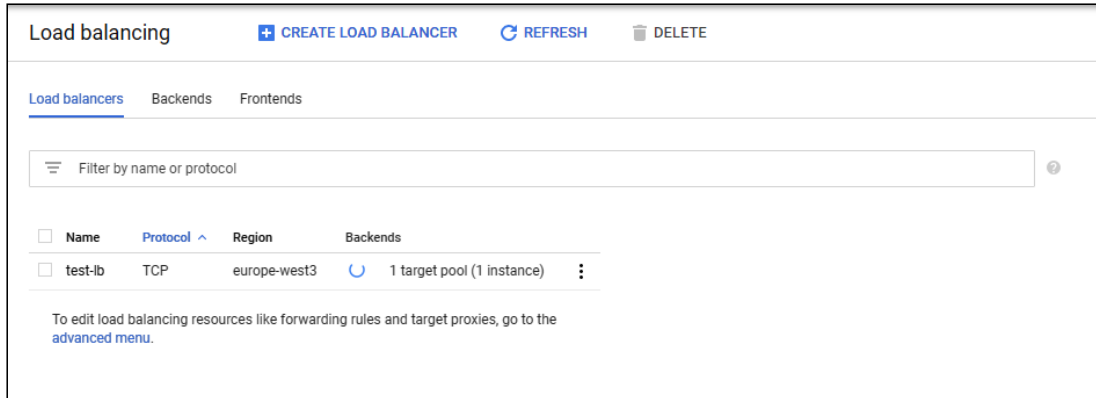 Load balancing CREATE LOAD BALANCER REFRESH DELETE
Load balancers Backends Frontends
Filter by name or protocol
Name Protocol Region Backends
test-lb TCP europe-west3 1 target pool (1 instance)
To edit load balancing resources like forwarding rules and target proxies, go to the
advanced menu.